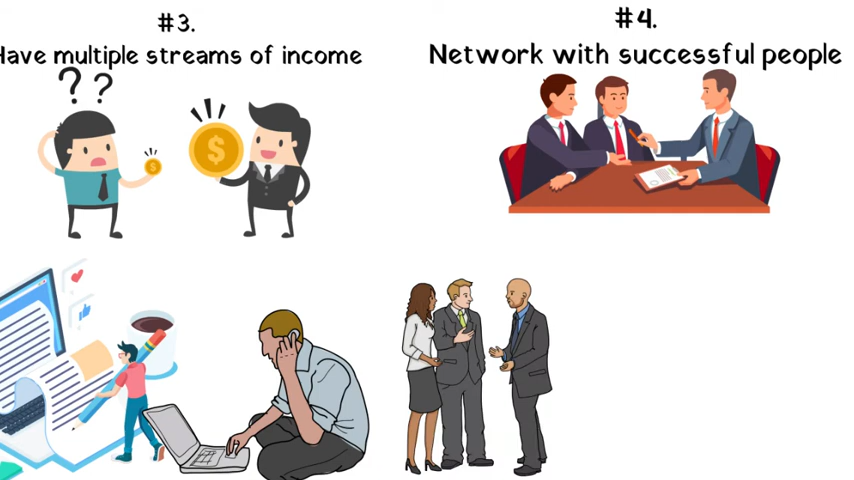 #3.
Have multiple streams of income
? ?
$
$
#4.
Network with successful people